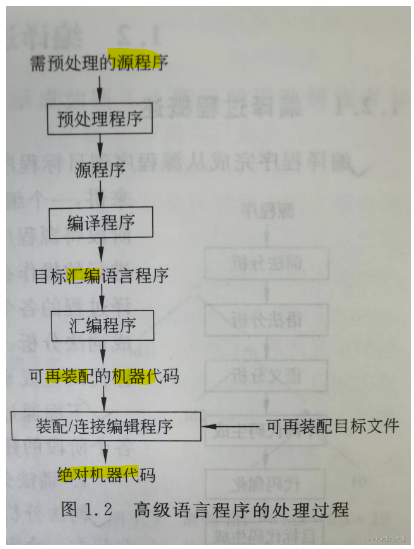 需预处理的源程序
预处理程序
源程序
编译程序
目标汇编语言程序
汇编程序
可再装配的机器代码
装配/连接编辑程序
可再装配目标文件
绝对机器代码
图 1.2 高级语言程序的处理过程